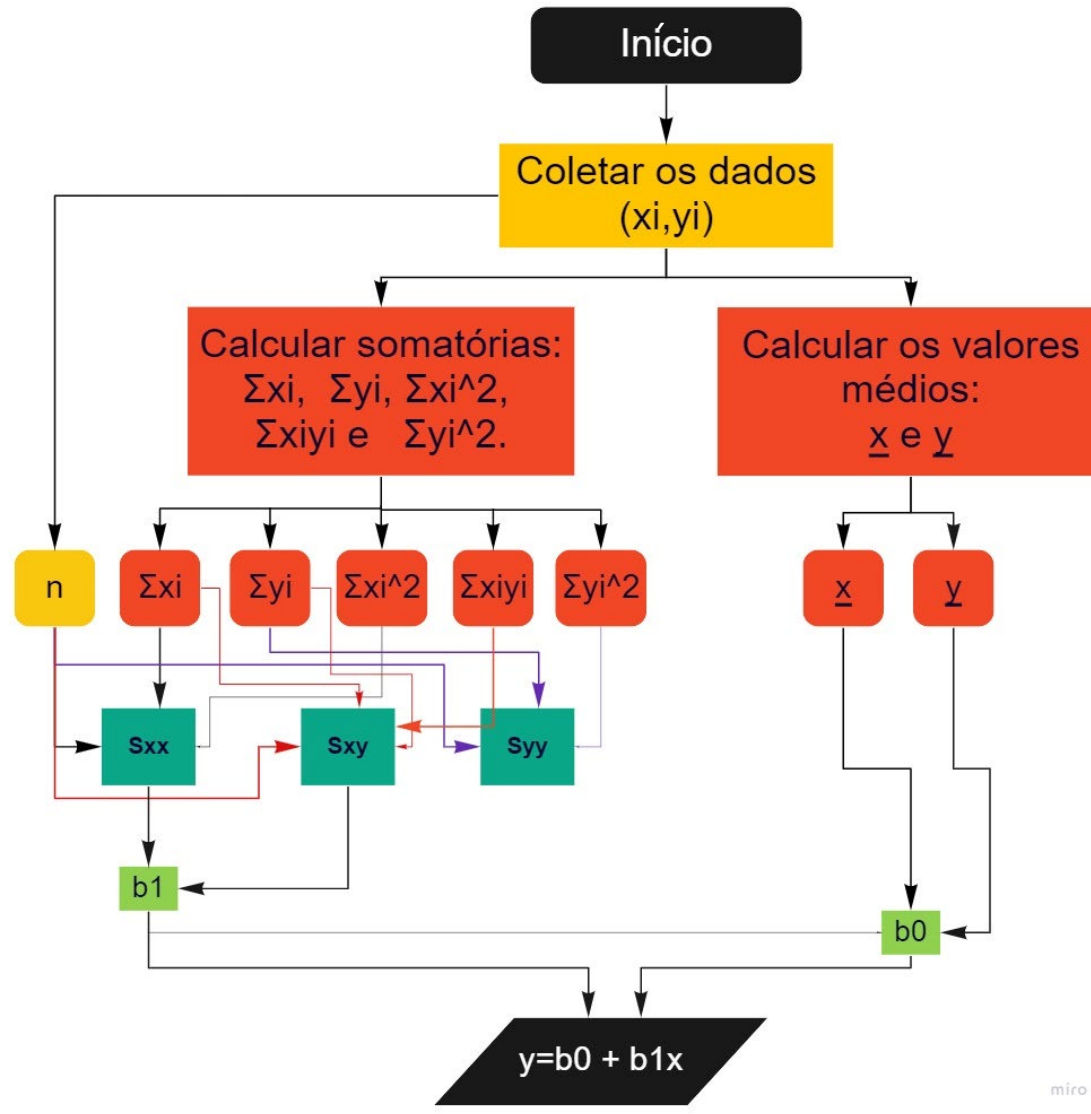 Início
Coletar os dados
(xi,yi)
Calcular somatórias:
Σxi, Σyi, Σxi^2,
Σxiyi e Σyi^2.
Calcular os valores
médios:
x e y
n
Σxi
Σyi
Σxi^2
Σxiyi
Σyi^2
x
y
Sxx
Sxy
Syy
b1
b0
y=b0 + b1x
miro